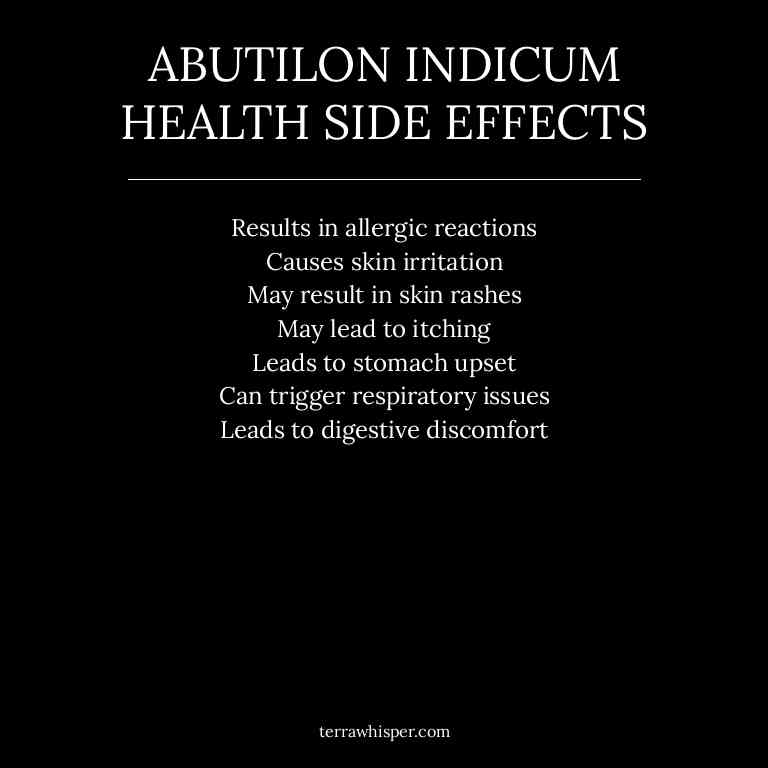 ABUTILON INDICUM
HEALTH SIDE EFFECTS
Results in allergic reactions
Causes skin irritation
May result in skin rashes
May lead to itching
Leads to stomach upset
Can trigger respiratory issues
Leads to digestive discomfort
terrawhisper.com